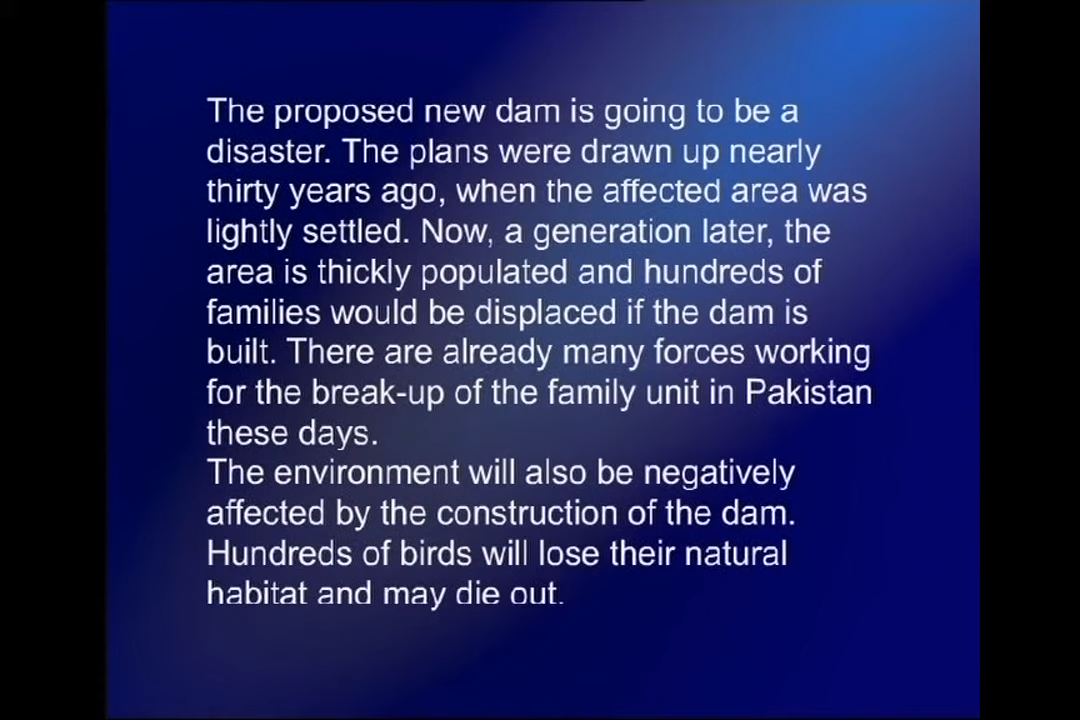 The proposed new dam is going to be a
disaster. The plans were drawn up nearly
thirty years ago, when the affected area was
lightly settled. Now, a generation later, the
area is thickly populated and hundreds of
families would be displaced if the dam is
built. There are already many forces working
for the break-up of the family unit in Pakistan
these days.
The environment will also be negatively
affected by the construction of the dam.
Hundreds of birds will lose their natural
habitat and may die out.